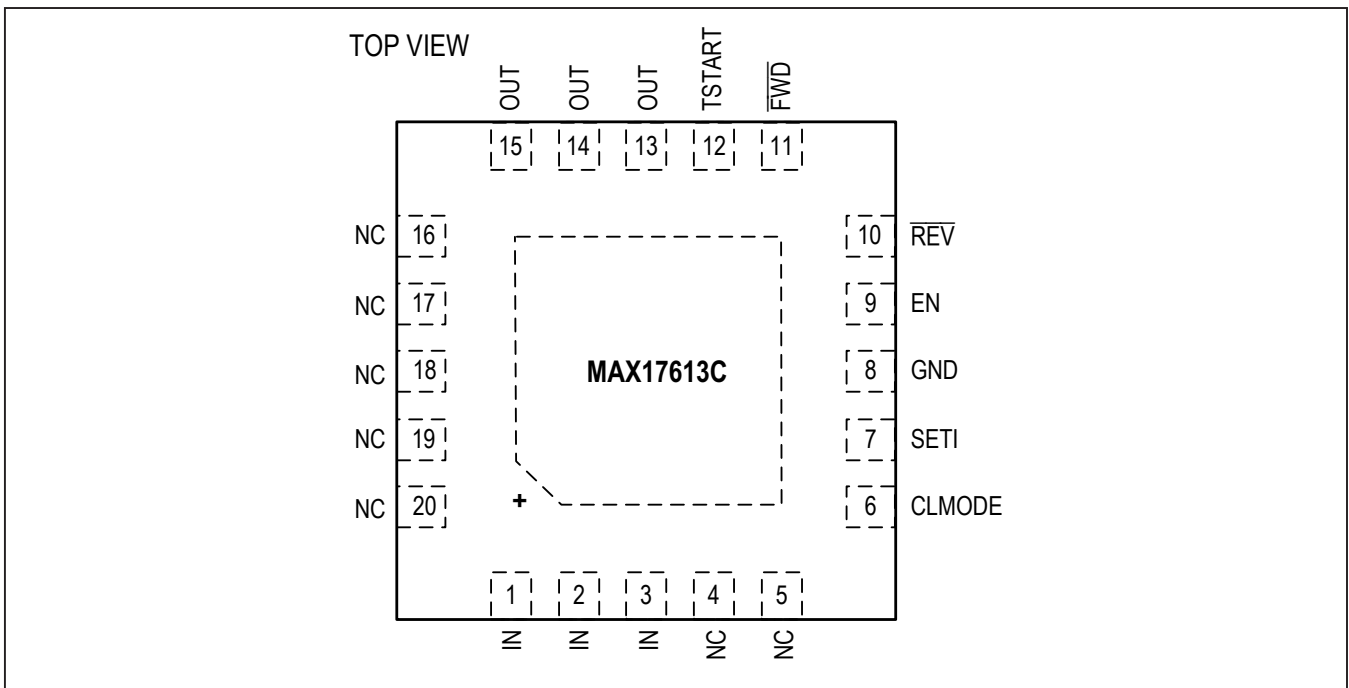 TOP VIEW
OUT OUT OUT TSTART F̅W̅D̅
15 14 13 12 11
NC 16 10 R̅E̅V̅
NC 17 9 EN
NC 18 MAX17613C 8 GND
NC 19 7 SETI
NC 20 + 6 CLMODE
1 2 3 4 5
IN IN IN NC NC